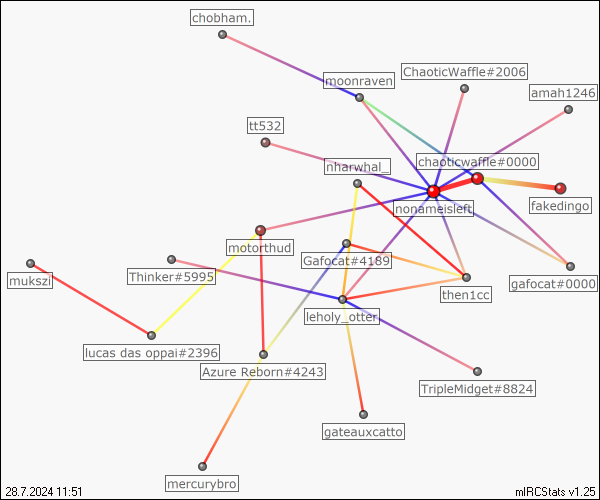 chobham.
moonraven
ChaoticWaffle#2006
amah1246
tt532
nharwhal_
chaoticwaffle#0000
nonameisleft
fakedingo
motorthud
Gafocat#4189
mukszi
Thinker#5995
then1cc
gafocat#0000
leholy_otter
lucas das oppai#2396
Azure Reborn#4243
TripleMidget#8824
gateauxcatto
mercurybro
28.7.2024 11:51
mIRCStats v1.25